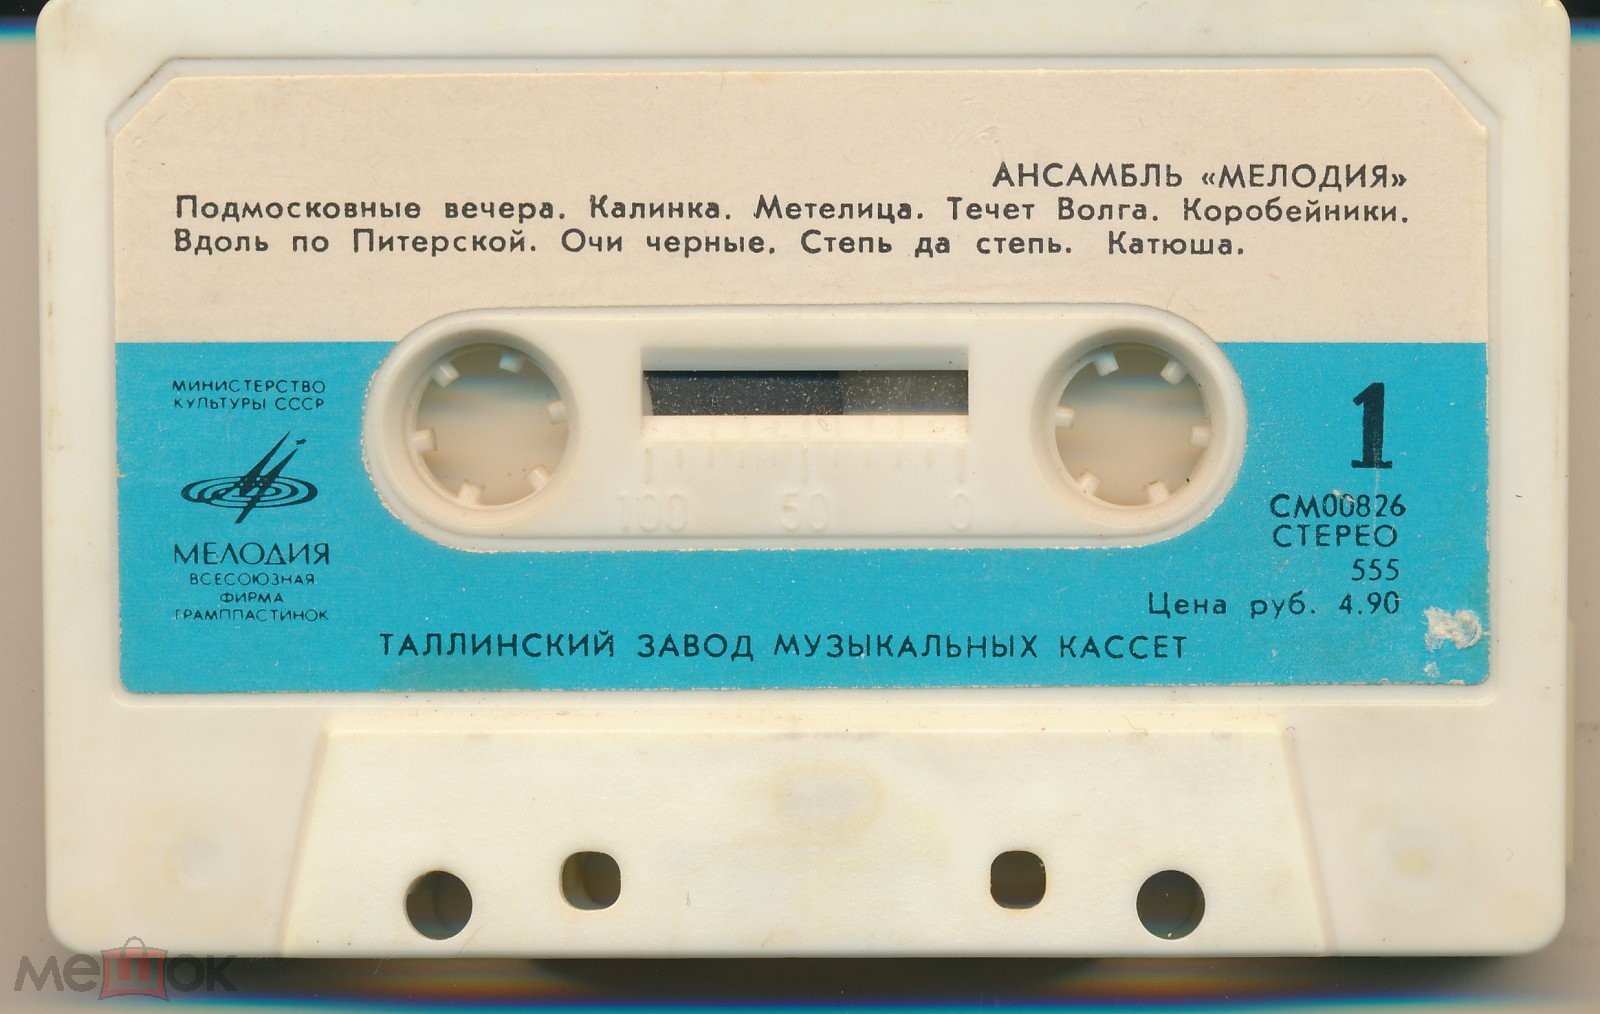 АНСАМБЛЬ «МЕЛОДИЯ»
Подмосковные вечера. Калинка. Метелица. Течет Волга. Коробейники.
Вдоль по Питерской. Очи черные. Степь да степь. Катюша.
МИНИСТЕРСТВО
КУЛЬТУРЫ СССР
МЕЛОДИЯ
ВСЕСОЮЗНАЯ
ФИРМА
ГРАМПЛАСТИНОК
100 50 0
1
СМ00826
СТЕРЕО
555
Цена руб. 4.90
ТАЛЛИНСКИЙ ЗАВОД МУЗЫКАЛЬНЫХ КАССЕТ
мешок